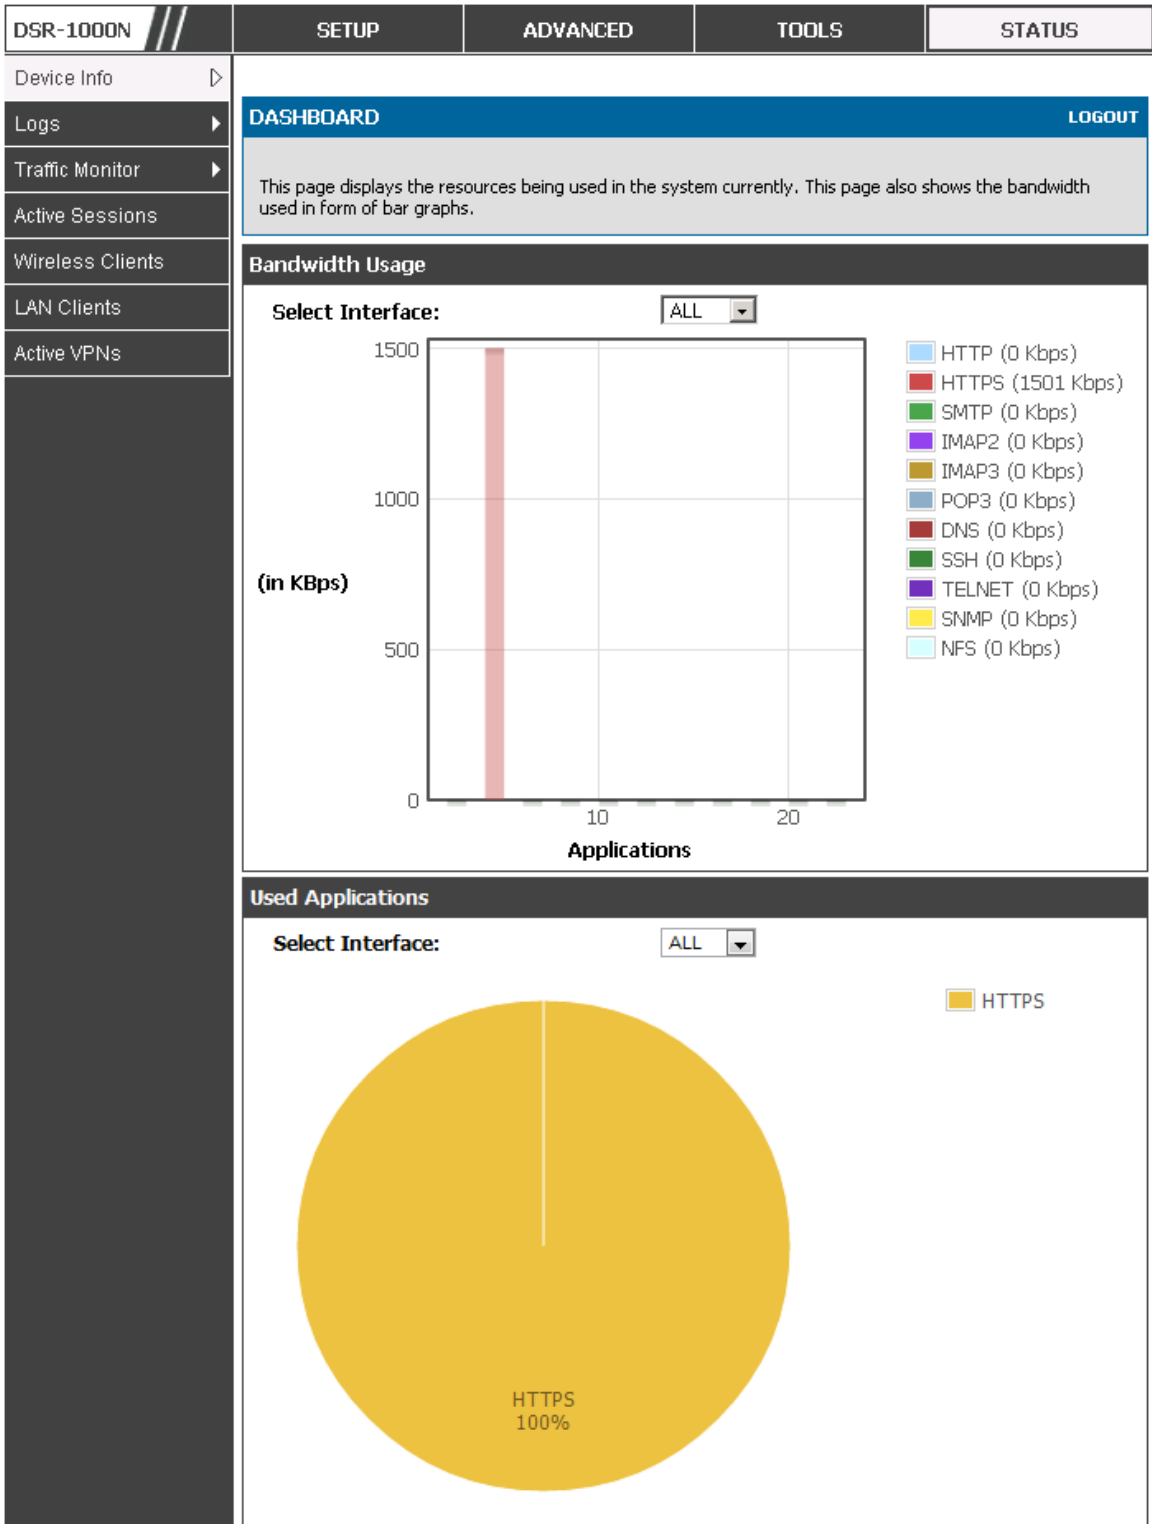 DSR-1000N
SETUP
ADVANCED
TOOLS
STATUS
Device Info
Logs
Traffic Monitor
Active Sessions
Wireless Clients
LAN Clients
Active VPNs
DASHBOARD
LOGOUT
This page displays the resources being used in the system currently. This page also shows the bandwidth
used in form of bar graphs.
Bandwidth Usage
Select Interface:
ALL
1500
1000
(in KBps)
500
0
10
20
Applications
HTTP (0 Kbps)
HTTPS (1501 Kbps)
SMTP (0 Kbps)
IMAP2 (0 Kbps)
IMAP3 (0 Kbps)
POP3 (0 Kbps)
DNS (0 Kbps)
SSH (0 Kbps)
TELNET (0 Kbps)
SNMP (0 Kbps)
NFS (0 Kbps)
Used Applications
Select Interface:
ALL
HTTPS
HTTPS
100%